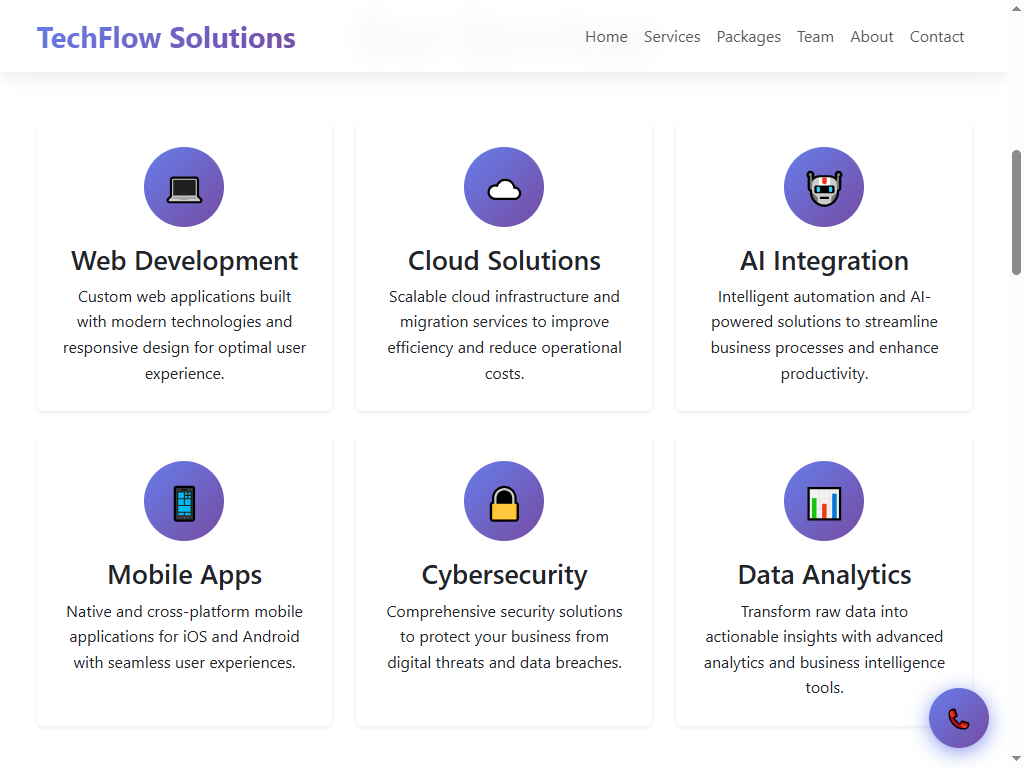 TechFlow Solutions
Home Services Packages Team About Contact
Web Development
Custom web applications built
with modern technologies and
responsive design for optimal user
experience.
Cloud Solutions
Scalable cloud infrastructure and
migration services to improve
efficiency and reduce operational
costs.
AI Integration
Intelligent automation and AI-
powered solutions to streamline
business processes and enhance
productivity.
Mobile Apps
Native and cross-platform mobile
applications for iOS and Android
with seamless user experiences.
Cybersecurity
Comprehensive security solutions
to protect your business from
digital threats and data breaches.
Data Analytics
Transform raw data into
actionable insights with advanced
analytics and business intelligence
tools.